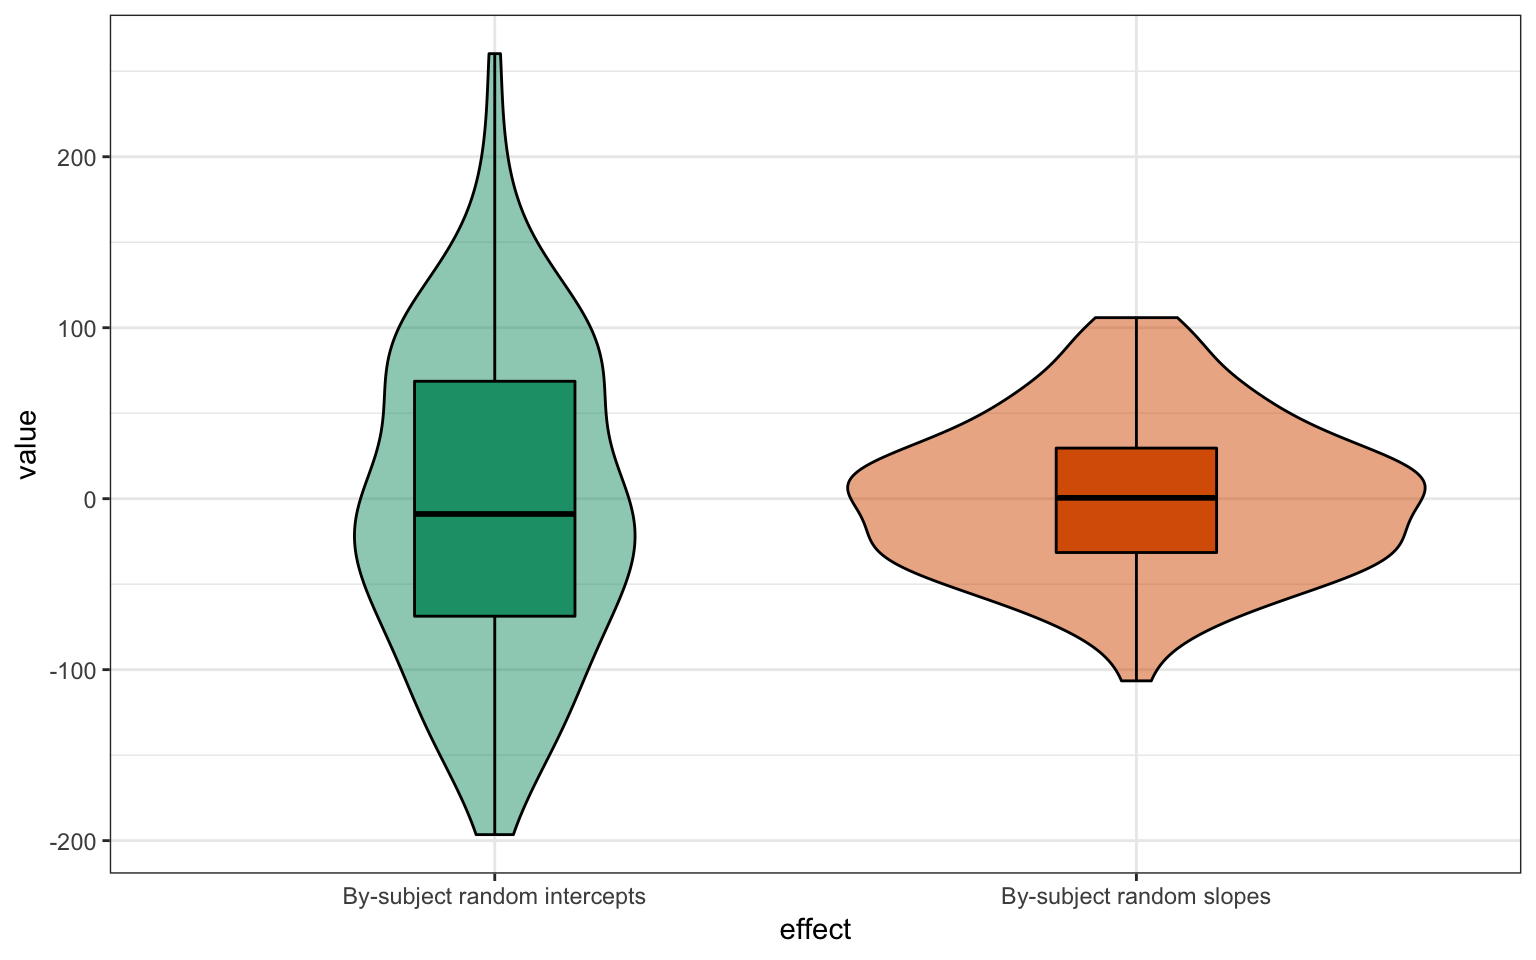 value
200
100
0
-100
-200
By-subject random intercepts
By-subject random slopes
effect